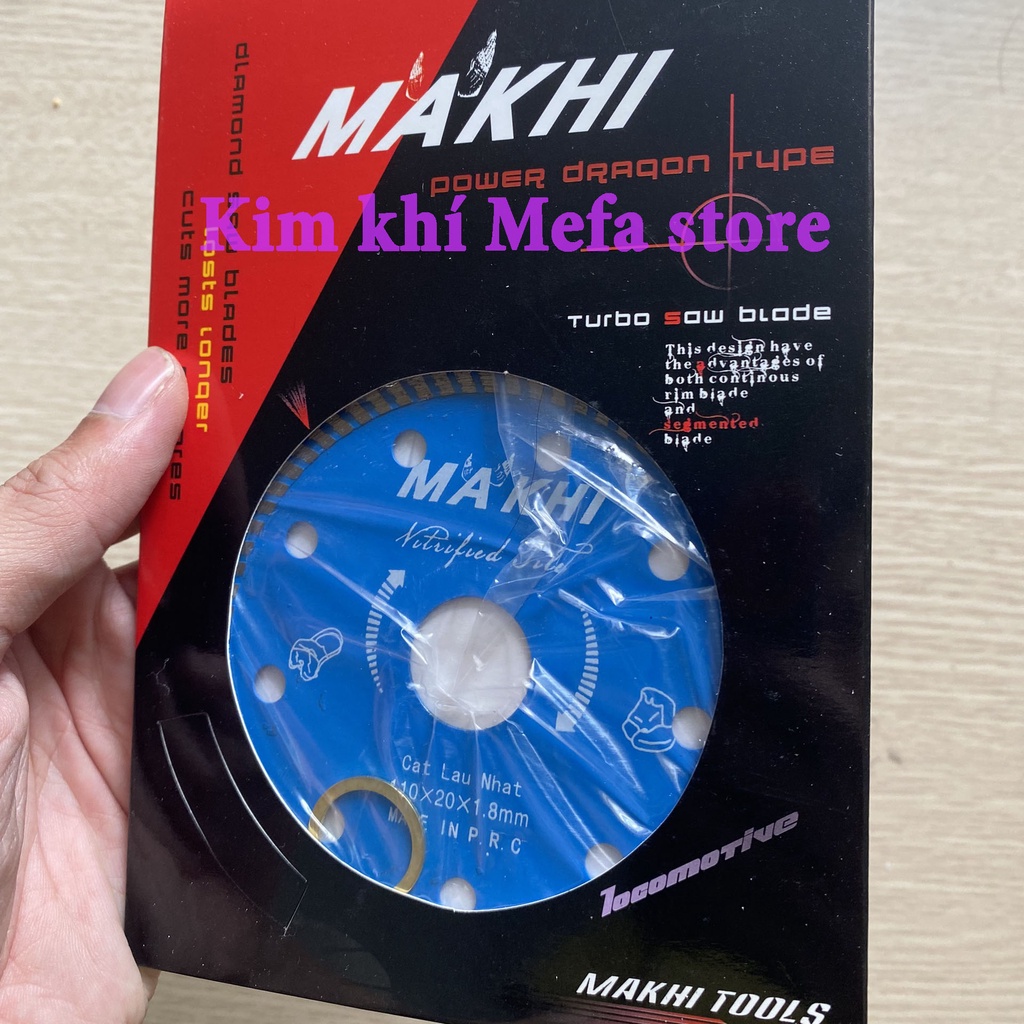 MAKHI
POWER DRAGON TYPE
Kim khí Mefa store
Diamond saw blades
Lasts longer
cuts more
Turbo saw blade
This design have
the advantages of
both continous
rim blade
and
segmented
blade
MAKHI
Nitrified Tile
Cat Lau Nhat
110×20×1.8mm
MADE IN P.R.C
locomotive
MAKHI TOOLS